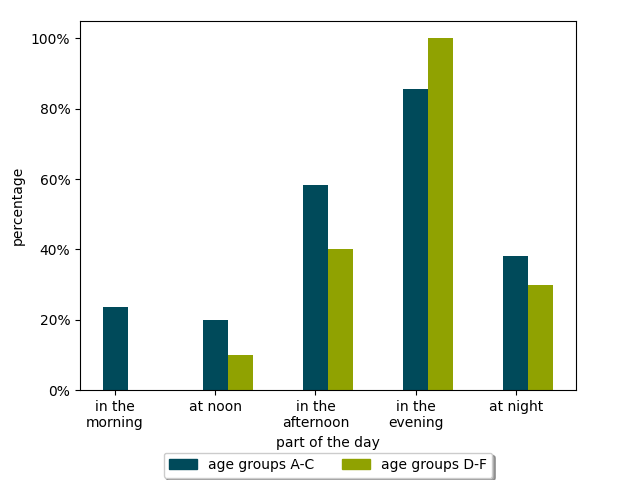 100%
80%
60%
40%
20%
0%
percentage
in the
morning
at noon
in the
afternoon
in the
evening
at night
part of the day
age groups A-C
age groups D-F